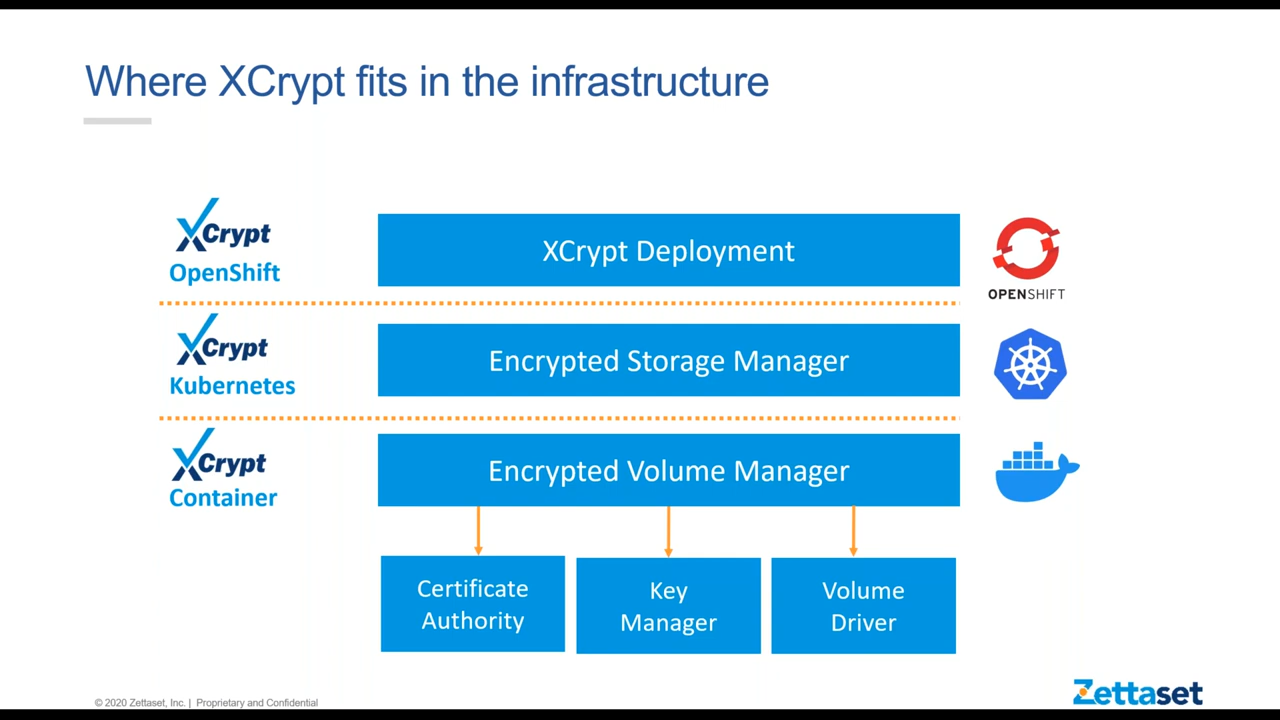 Where XCrypt fits in the infrastructure
XCrypt
OpenShift
XCrypt Deployment
OPENSHIFT
XCrypt
Kubernetes
Encrypted Storage Manager
XCrypt
Container
Encrypted Volume Manager
Certificate
Authority
Key
Manager
Volume
Driver
© 2020 Zettaset, Inc. | Proprietary and Confidential
Zettaset